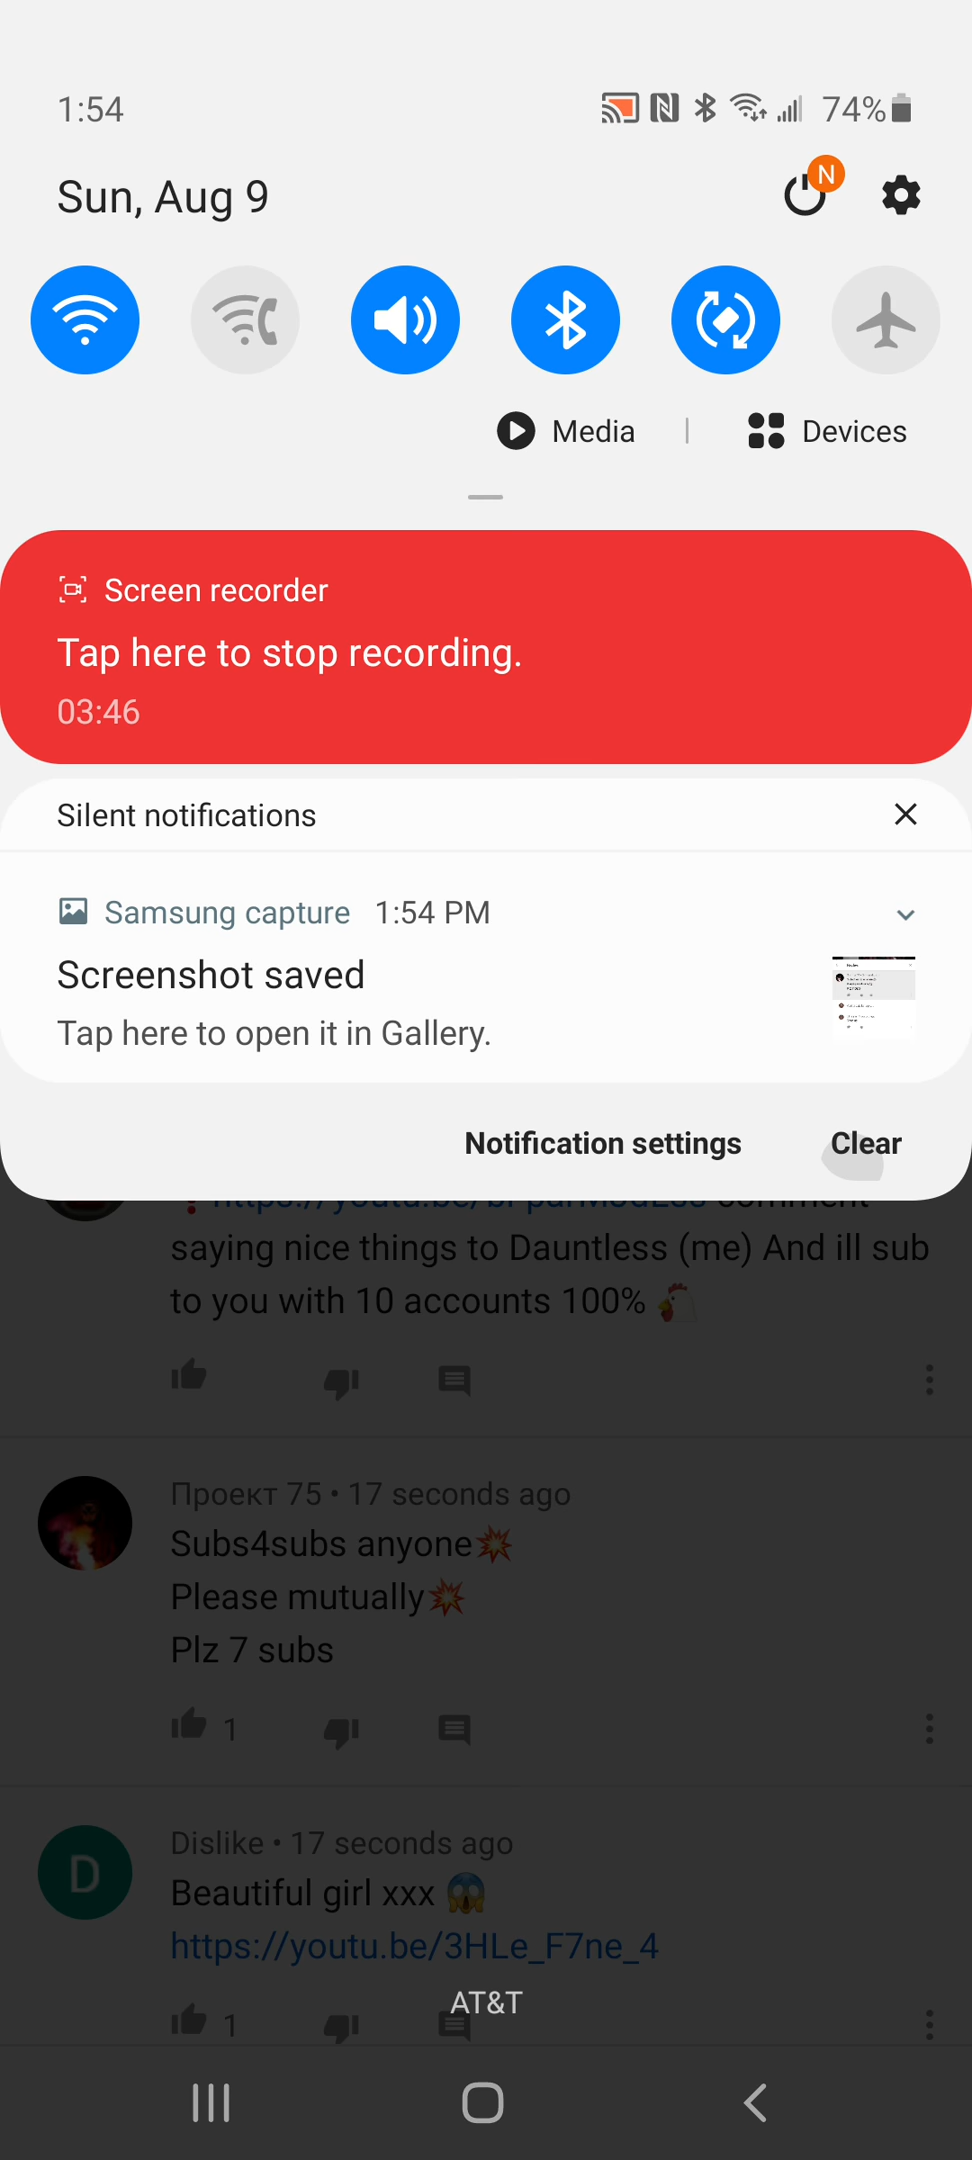 1:54
74%
Sun, Aug 9
N
Media
Devices
Screen recorder
Tap here to stop recording.
03:46
Silent notifications
Samsung capture 1:54 PM
Screenshot saved
Tap here to open it in Gallery.
Notification settings
Clear
comment
saying nice things to Dauntless (me) And ill sub
to you with 10 accounts 100% 🐔
Проект 75 • 17 seconds ago
Subs4subs anyone💥
Please mutually💥
Plz 7 subs
1
D
Dislike • 17 seconds ago
Beautiful girl xxx 😱
https://youtu.be/3HLe_F7ne_4
AT&T
1